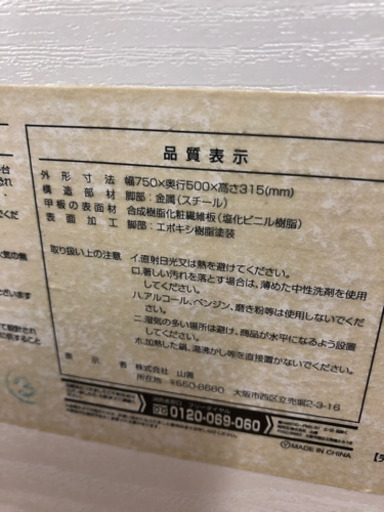 品質表示
外形寸法 幅750×奥行500×高さ315(mm)
構造部材 脚部：金属(スチール)
甲板の表面材 合成樹脂化粧繊維板(塩化ビニル樹脂)
表面加工 脚部：エポキシ樹脂塗装
取り扱い上の注意 イ.直射日光又は熱を避けてください。
ロ.著しい汚れを落とす場合は、薄めた中性洗剤を使用
してください。
ハ.アルコール、ベンジン、磨き粉等は使用しないでくだ
さい。
ニ.湿気の多い場所は避け、商品が水平になるよう設置
してください。
ホ.加熱した鍋、湯沸かし等を直接置かないでください。
表示者 株式会社 山善
所在地 〒550-8660 大阪市西区立売堀2-3-16
0120-069-060
MADE IN CHINA